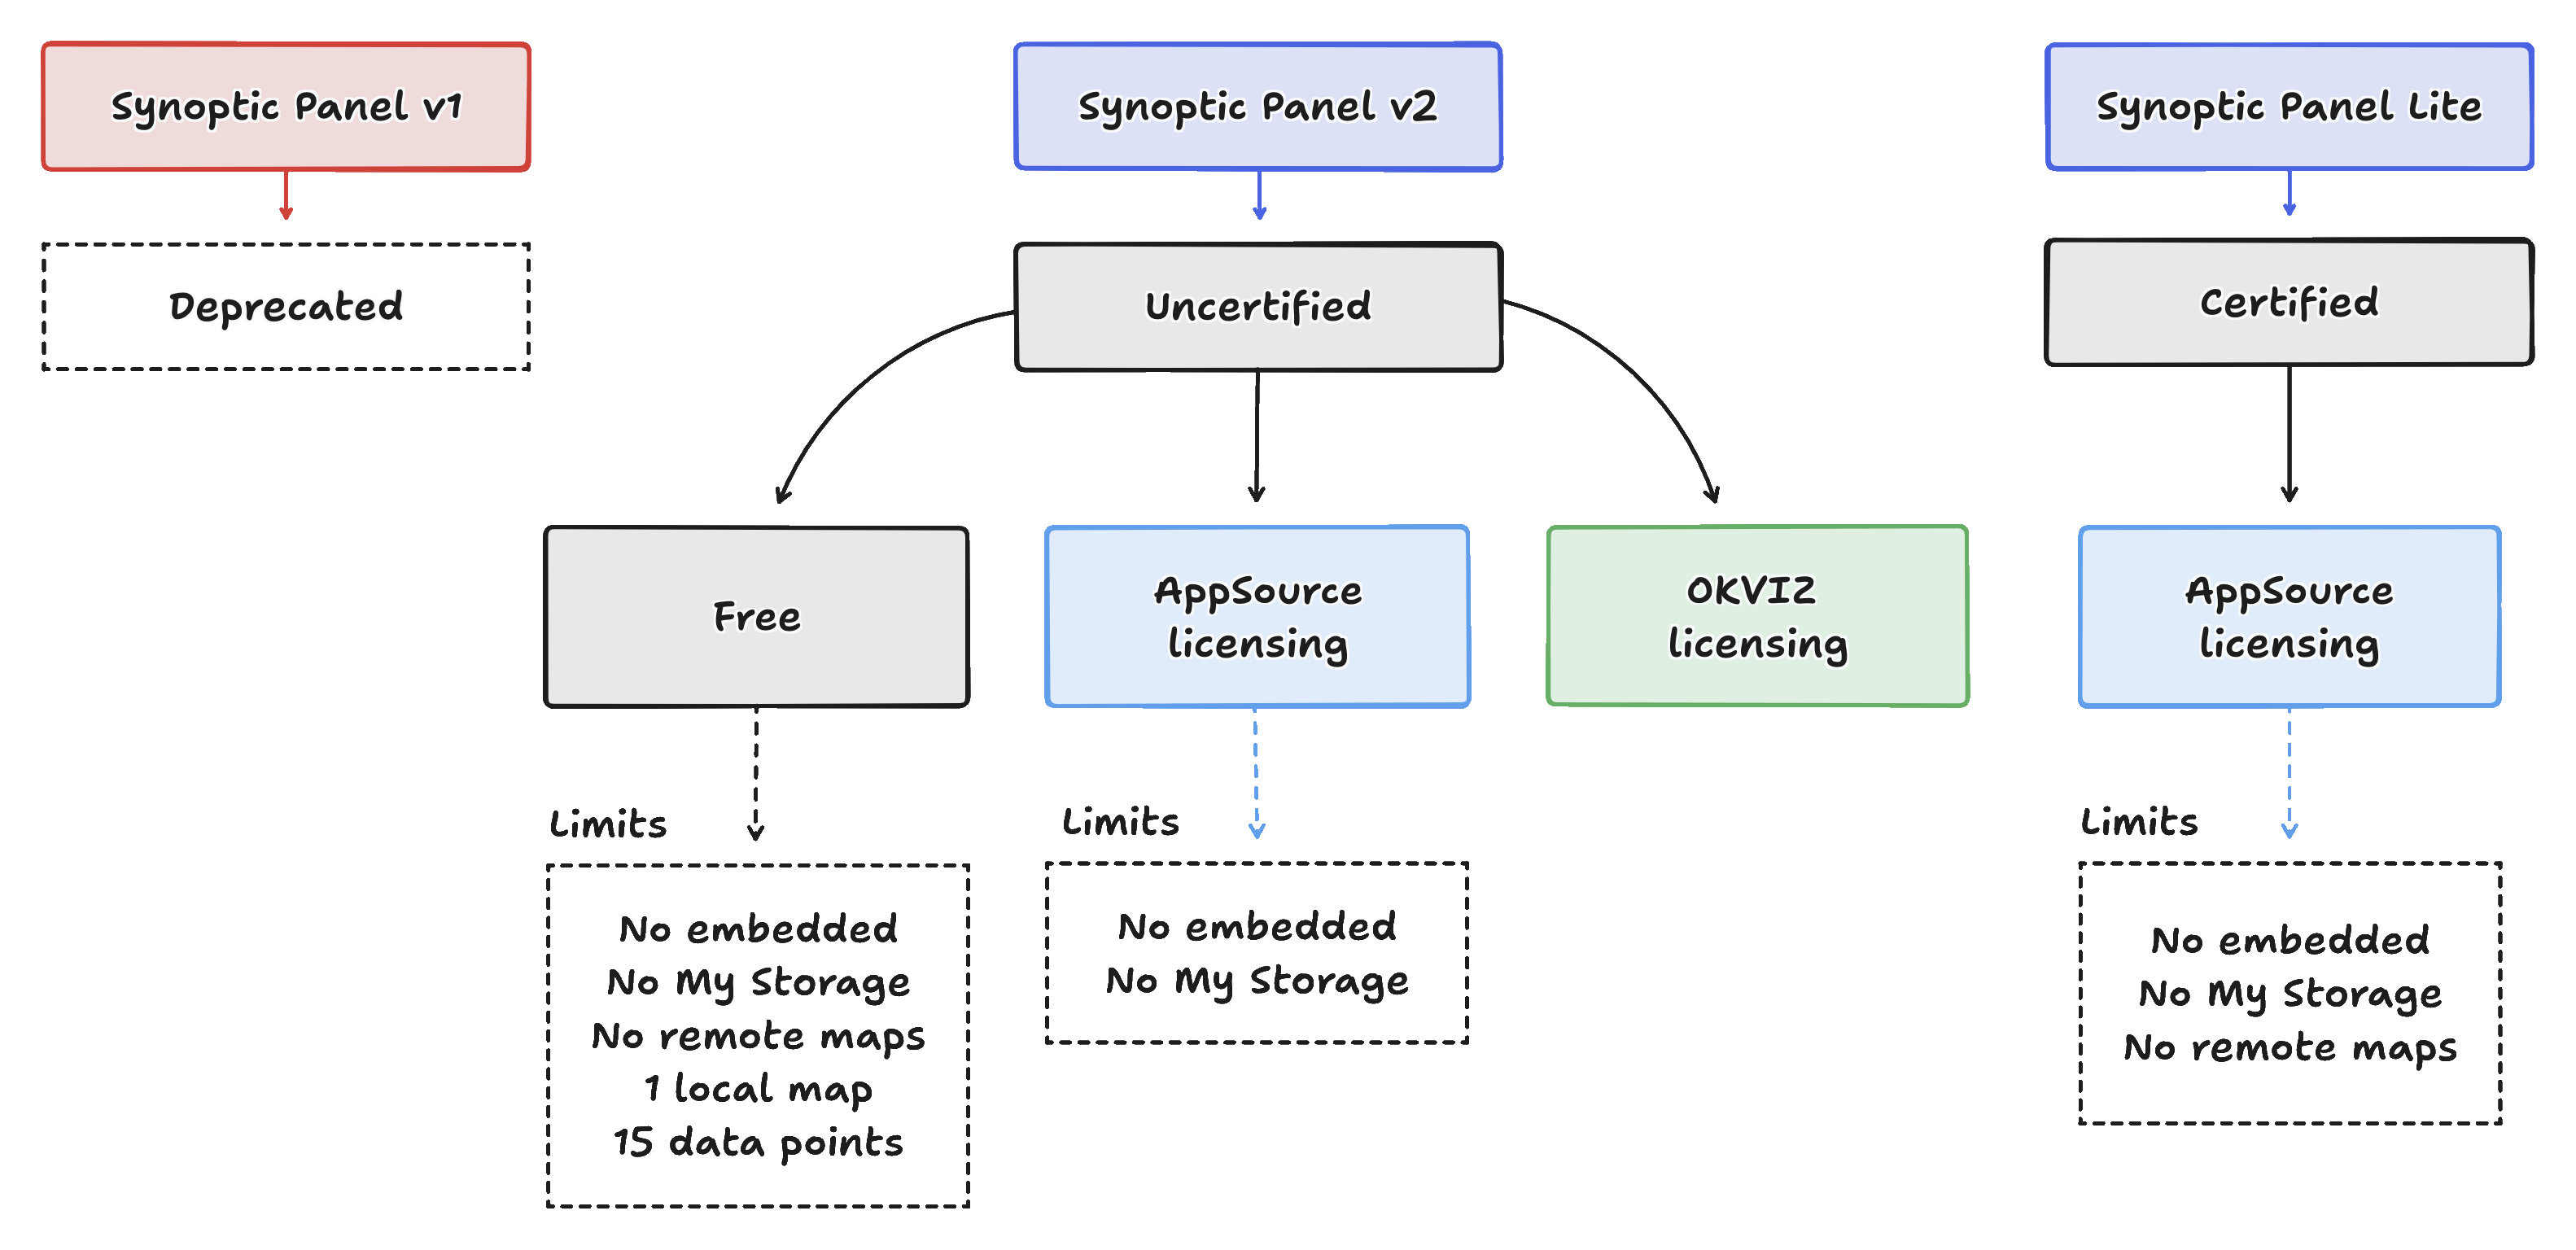 Synoptic Panel v1
Synoptic Panel v2
Synoptic Panel Lite
Deprecated
Uncertified
Certified
Free
AppSource
licensing
OKVIZ
licensing
AppSource
licensing
Limits
No embedded
No My Storage
No remote maps
1 local map
15 data points
Limits
No embedded
No My Storage
Limits
No embedded
No My Storage
No remote maps